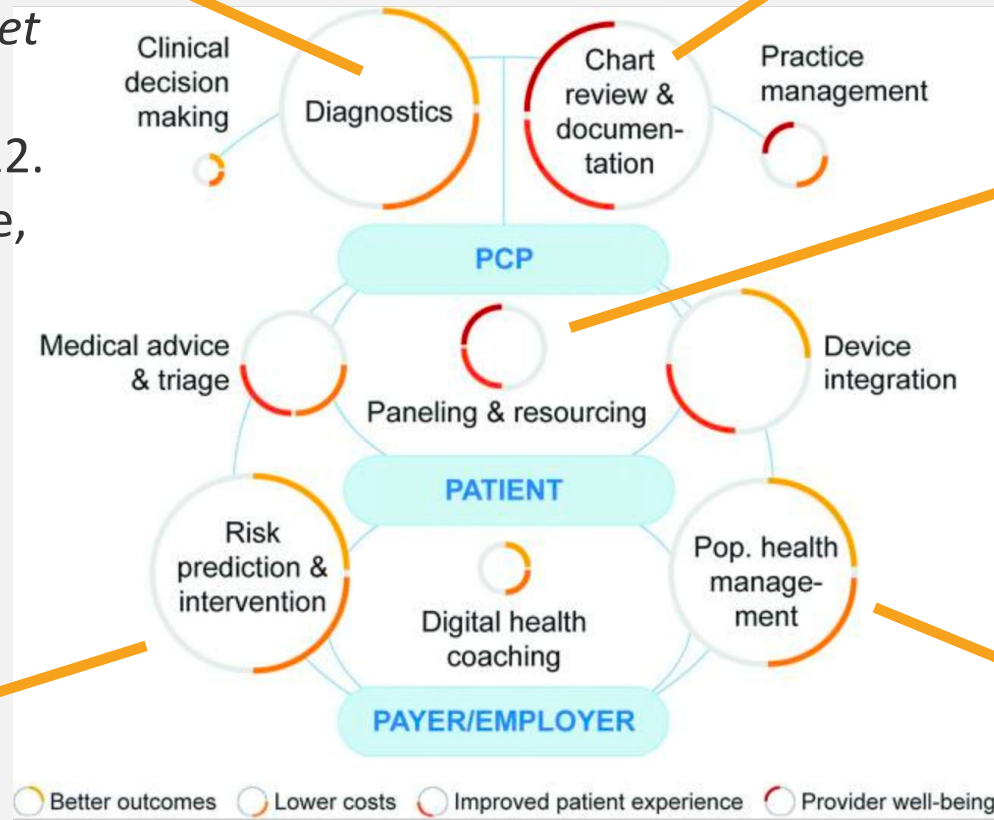 et
2.
e,
Clinical
decision
making
Diagnostics
Chart
review &
documen-
tation
Practice
management
PCP
Medical advice
& triage
Paneling & resourcing
Device
integration
PATIENT
Risk
prediction &
intervention
Digital health
coaching
Pop. health
manage-
ment
PAYER/EMPLOYER
Better outcomes
Lower costs
Improved patient experience
Provider well-being